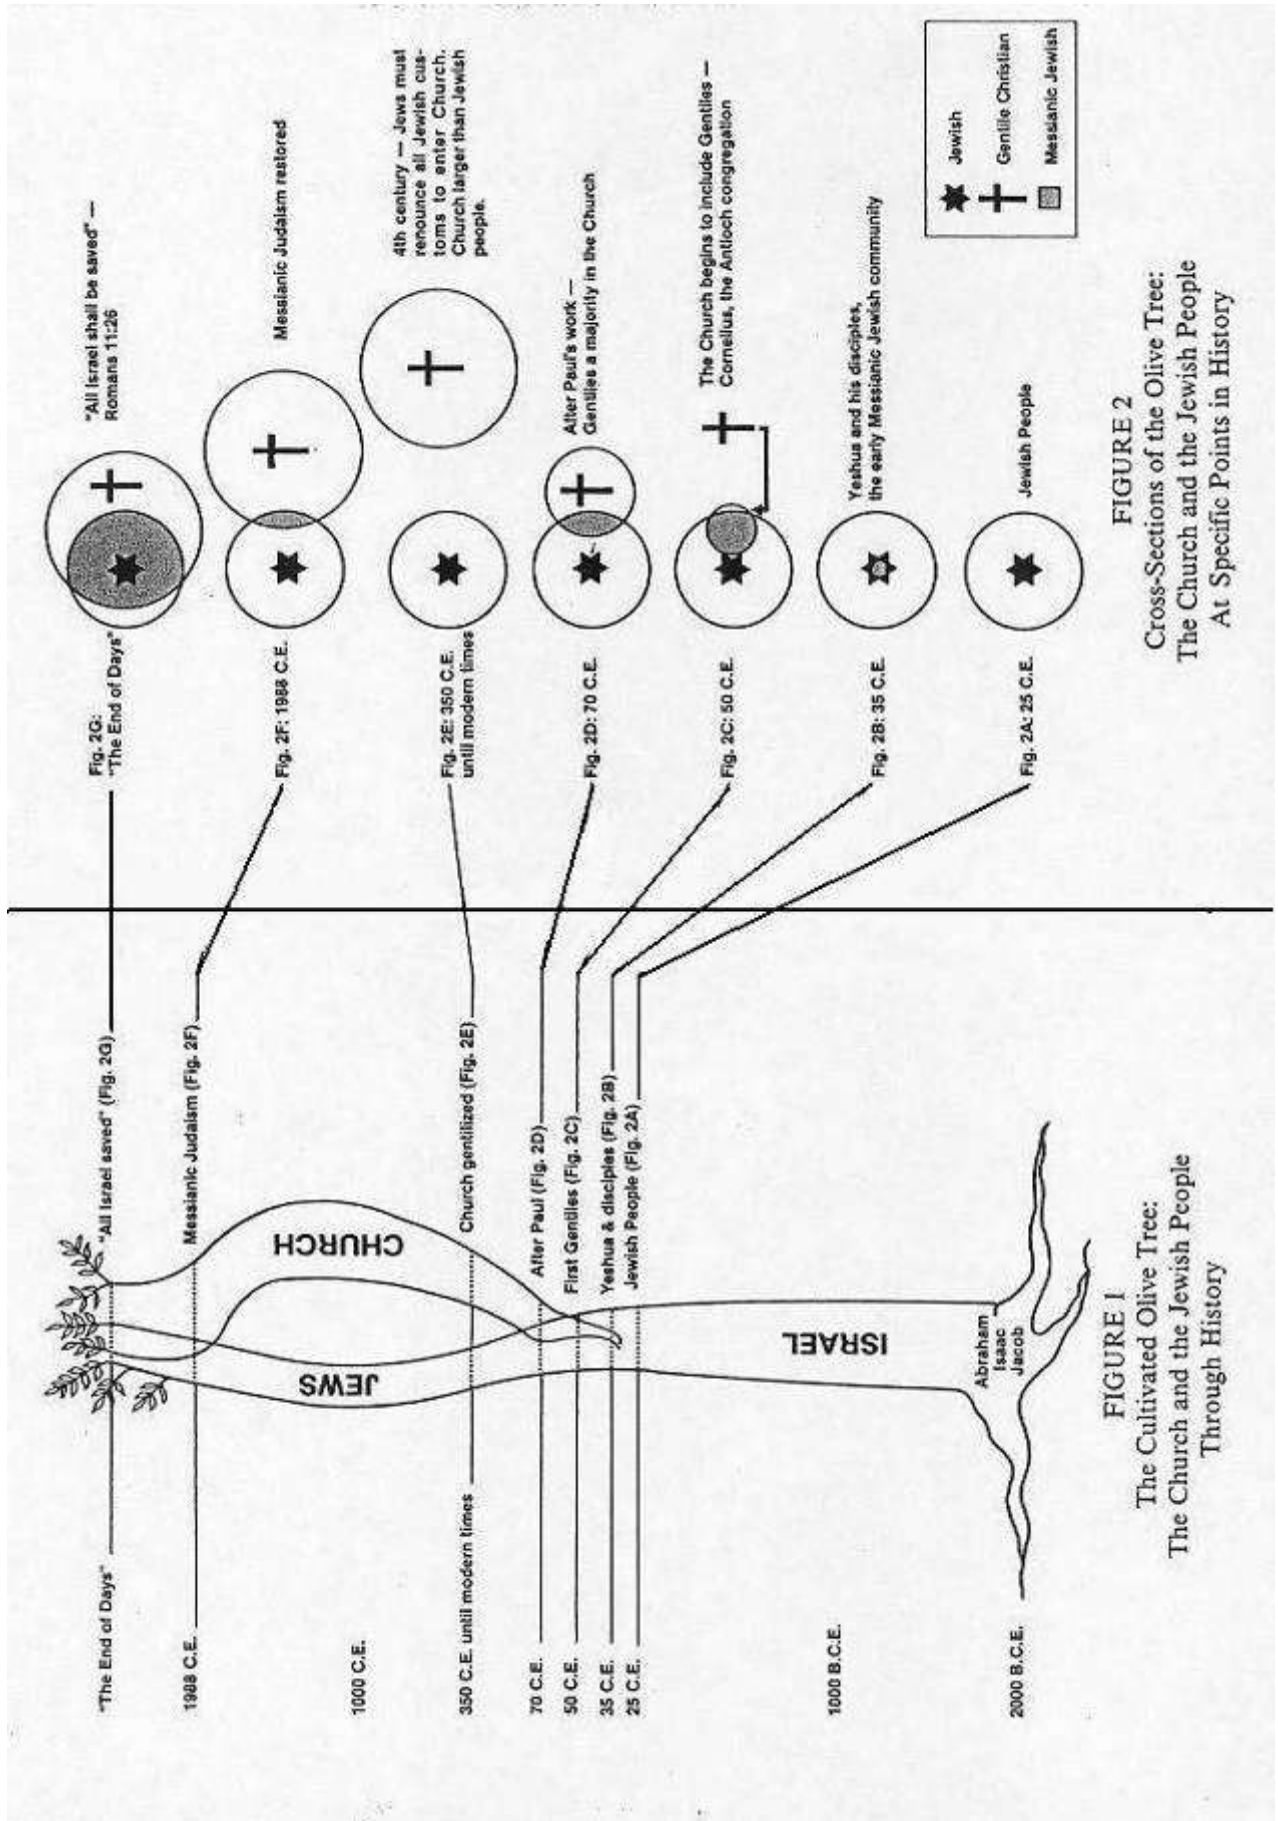 "The End of Days"
1988 C.E.
1000 C.E.
350 C.E. until modern times
70 C.E.
50 C.E.
35 C.E.
25 C.E.
1000 B.C.E.
2000 B.C.E.
JEWS
CHURCH
ISRAEL
Abraham
Isaac
Jacob
"All Israel saved" (Fig. 2G)
Messianic Judaism (Fig. 2F)
Church gentilized (Fig. 2E)
After Paul (Fig. 2D)
First Gentiles (Fig. 2C)
Yeshua & disciples (Fig. 2B)
Jewish People (Fig. 2A)
FIGURE 1
The Cultivated Olive Tree:
The Church and the Jewish People
Through History
Fig. 2G:
"The End of Days"
"All Israel shall be saved" —
Romans 11:26
Fig. 2F: 1988 C.E.
Messianic Judaism restored
Fig. 2E: 350 C.E.
until modern times
4th century — Jews must
renounce all Jewish cus-
toms to enter Church.
Church larger than Jewish
people.
Fig. 2D: 70 C.E.
After Paul's work —
Gentiles a majority in the Church
Fig. 2C: 50 C.E.
The Church begins to include Gentiles —
Cornelius, the Antioch congregation
Fig. 2B: 35 C.E.
Yeshua and his disciples,
the early Messianic Jewish community
Fig. 2A: 25 C.E.
Jewish People
Jewish
Gentile Christian
Messianic Jewish
FIGURE 2
Cross-Sections of the Olive Tree:
The Church and the Jewish People
At Specific Points in History